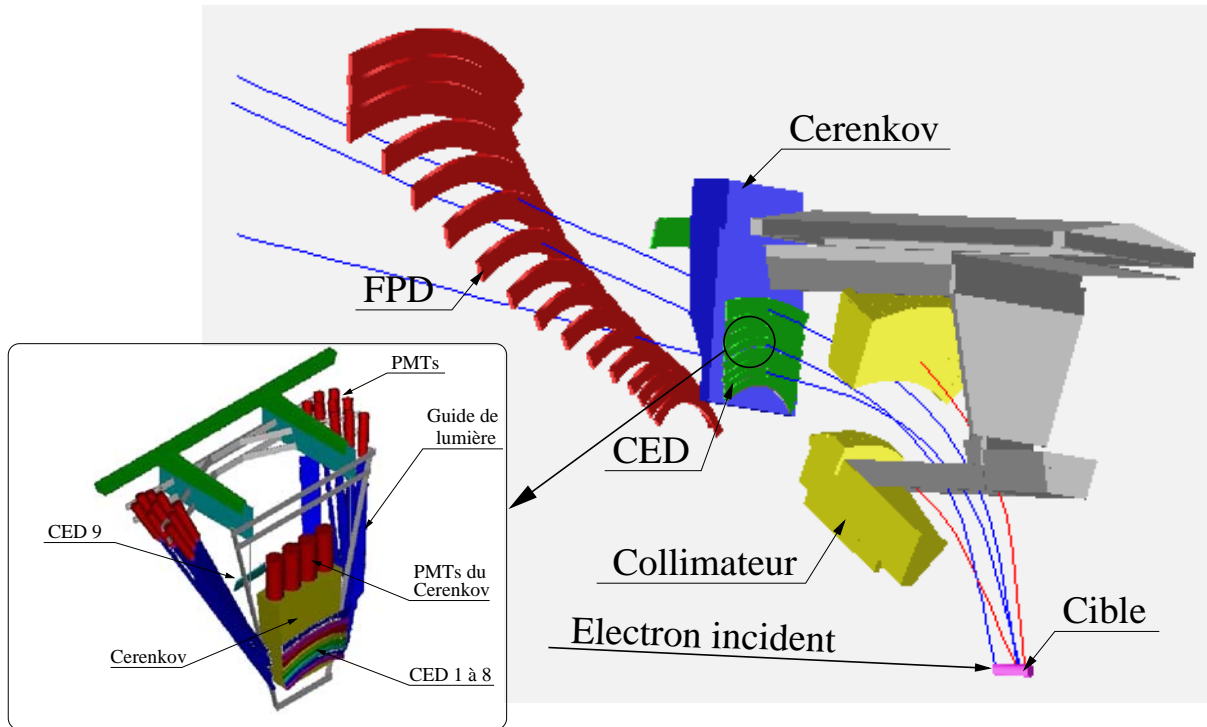 Cerenkov
FPD
CED
Collimateur
Electron incident
Cible
PMTs
Guide de
lumière
CED 9
PMTs du
Cerenkov
Cerenkov
CED 1 à 8